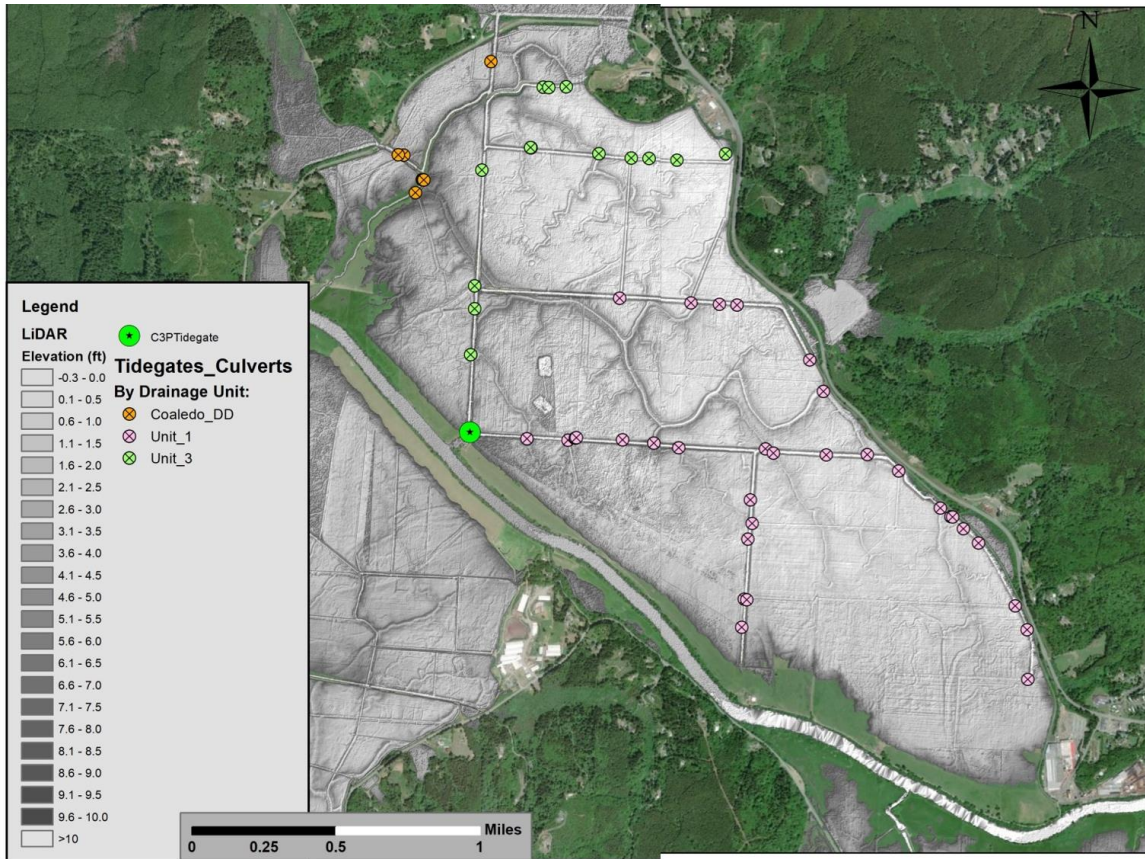 N
Legend
LiDAR
Elevation (ft)
-0.3 - 0.0
0.1 - 0.5
0.6 - 1.0
1.1 - 1.5
1.6 - 2.0
2.1 - 2.5
2.6 - 3.0
3.1 - 3.5
3.6 - 4.0
4.1 - 4.5
4.6 - 5.0
5.1 - 5.5
5.6 - 6.0
6.1 - 6.5
6.6 - 7.0
7.1 - 7.5
7.6 - 8.0
8.1 - 8.5
8.6 - 9.0
9.1 - 9.5
9.6 - 10.0
>10
C3PTidegate
Tidegates_Culverts
By Drainage Unit:
Coaledo_DD
Unit_1
Unit_3
Miles
0 0.25 0.5 1